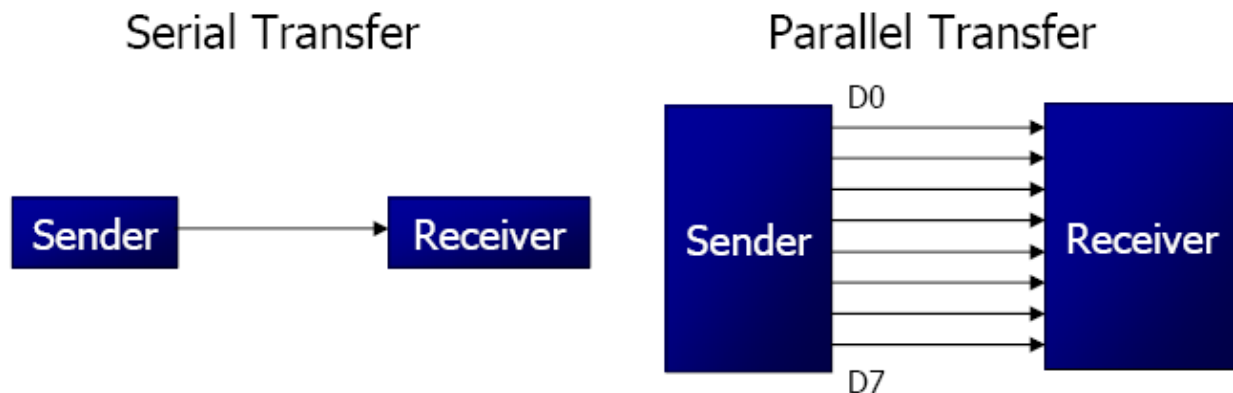 Serial Transfer
Sender
Receiver
Parallel Transfer
D0
Sender
Receiver
D7